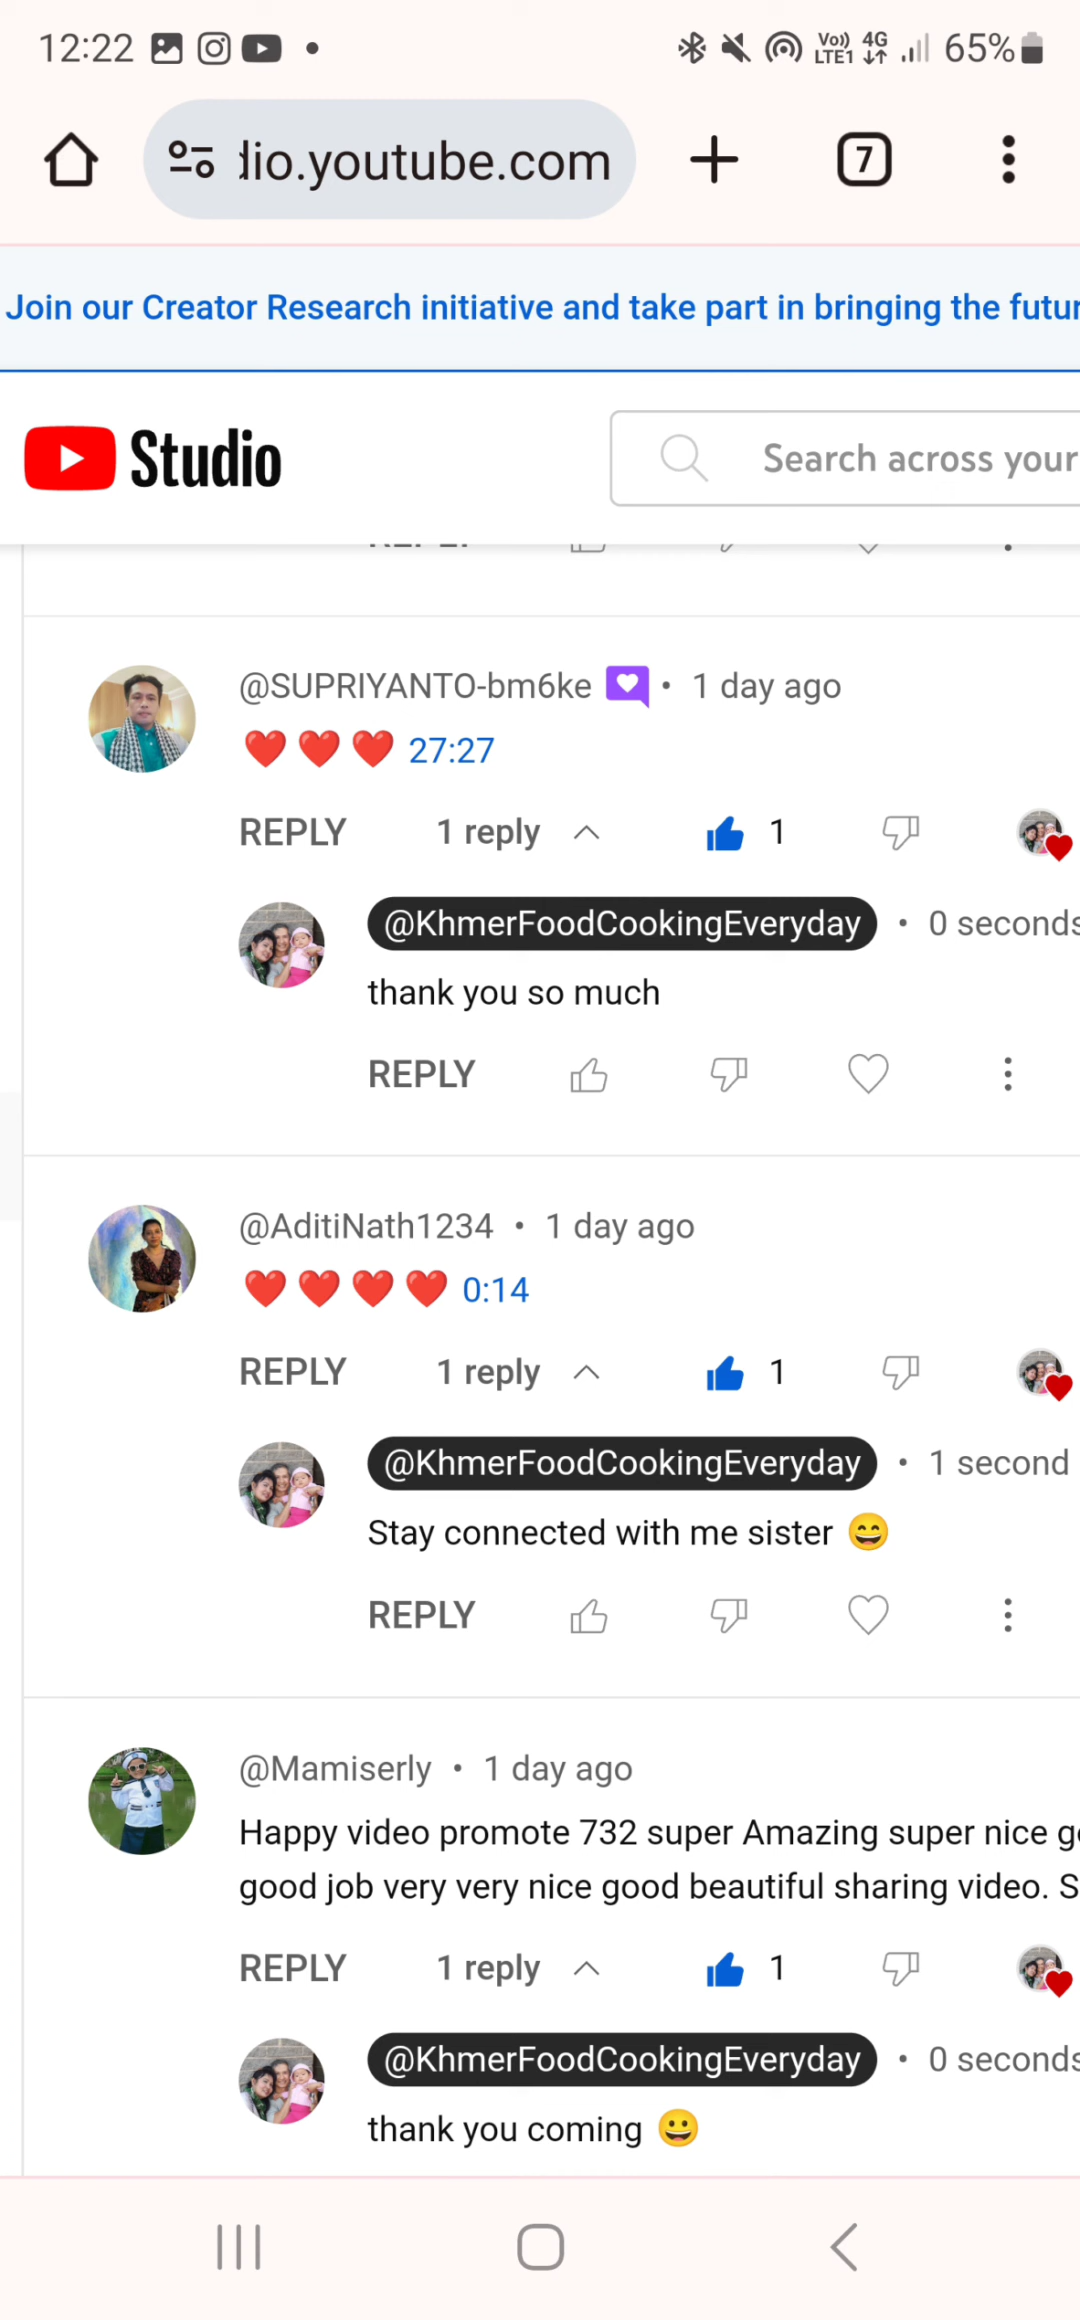 12:22
Vo)) LTE1 4G 65%
dio.youtube.com
7
Join our Creator Research initiative and take part in bringing the futur
Studio
Search across your
@SUPRIYANTO-bm6ke • 1 day ago
❤️ ❤️ ❤️ 27:27
REPLY 1 reply 1
@KhmerFoodCookingEveryday • 0 seconds
thank you so much
REPLY
@AditiNath1234 • 1 day ago
❤️ ❤️ ❤️ ❤️ 0:14
REPLY 1 reply 1
@KhmerFoodCookingEveryday • 1 second
Stay connected with me sister 😄
REPLY
@Mamiserly • 1 day ago
Happy video promote 732 super Amazing super nice
good job very very nice good beautiful sharing video. S
REPLY 1 reply 1
@KhmerFoodCookingEveryday • 0 seconds
thank you coming 😀